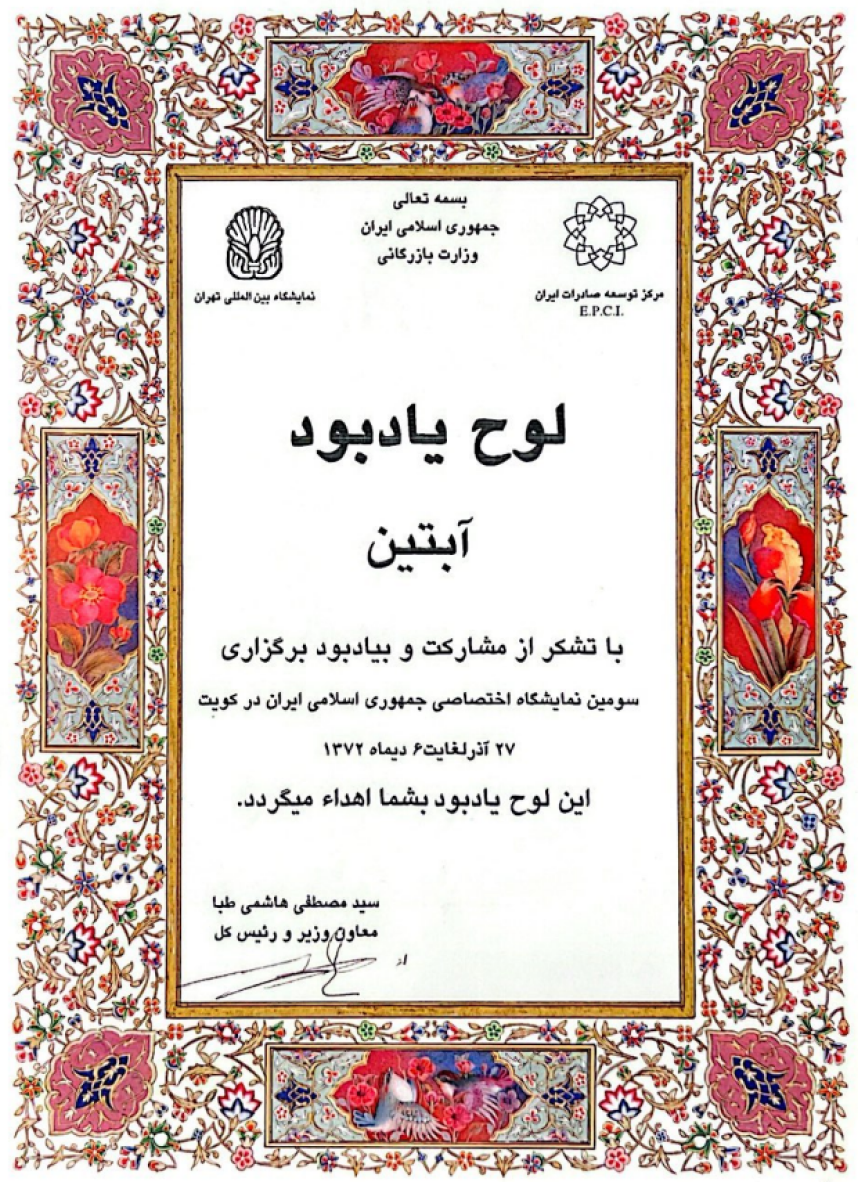 بسمه تعالی
جمهوری اسلامی ایران
وزارت بازرگانی
مرکز توسعه صادرات ایران
E.P.C.I.
نمایشگاه بین المللی تهران
لوح یادبود
آبتین
با تشکر از مشارکت و بیادبود برگزاری
سومین نمایشگاه اختصاصی جمهوری اسلامی ایران در کویت
۲۷ آذرلغایت۶ دیماه ۱۳۷۲
این لوح یادبود بشما اهداء میگردد.
سید مصطفی هاشمی طبا
معاون وزیر و رئیس کل
از